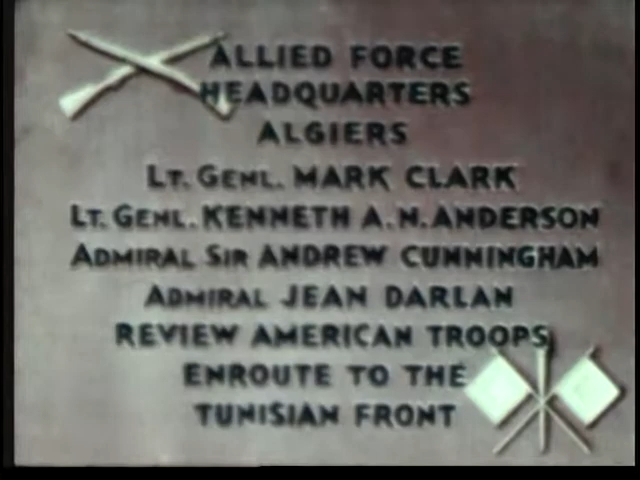 ALLIED FORCE
HEADQUARTERS
ALGIERS
LT. GENL. MARK CLARK
LT. GENL. KENNETH A.N. ANDERSON
ADMIRAL SIR ANDREW CUNNINGHAM
ADMIRAL JEAN DARLAN
REVIEW AMERICAN TROOPS
ENROUTE TO THE
TUNISIAN FRONT